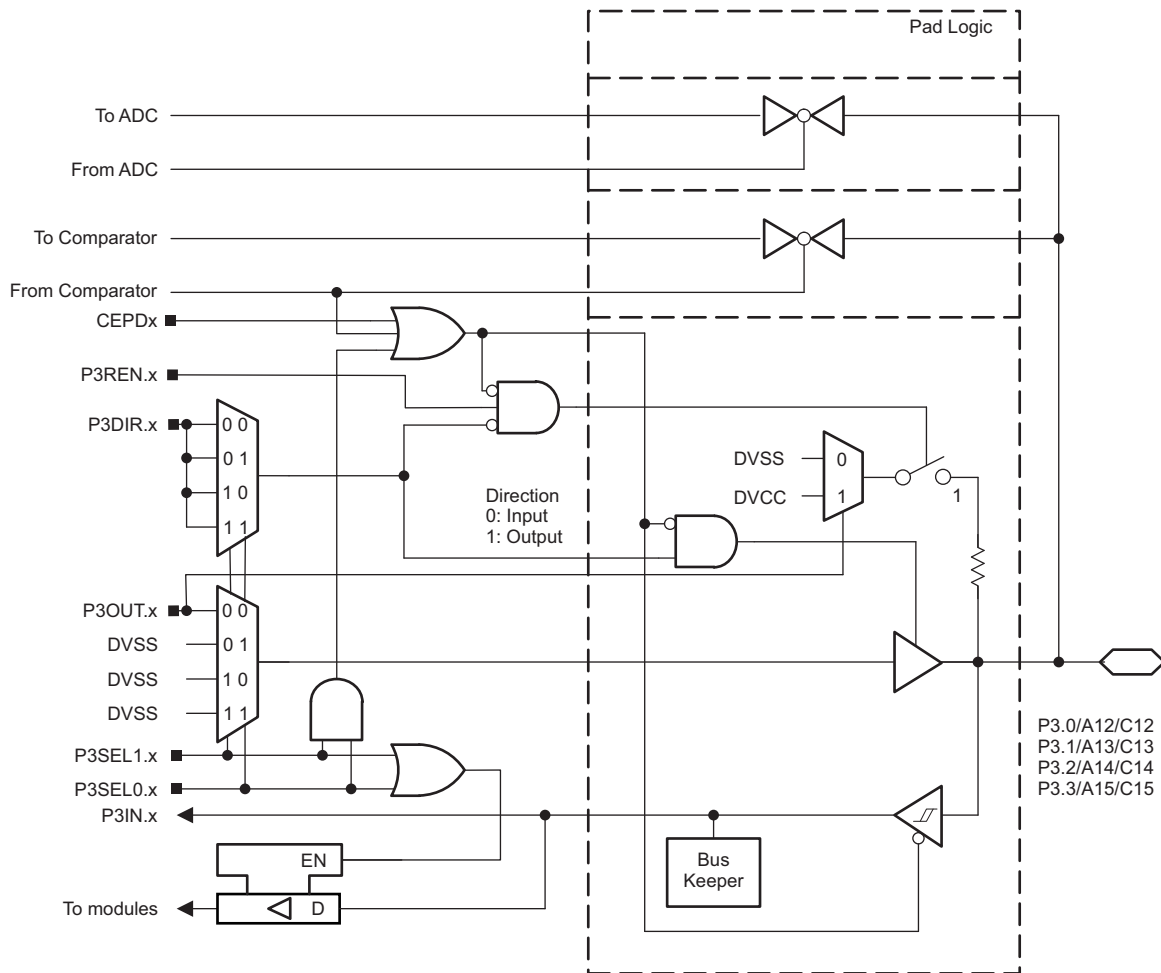 Pad Logic
To ADC
From ADC
To Comparator
From Comparator
CEPDx
P3REN.x
P3DIR.x
0 0
0 1
1 0
1 1
Direction
0: Input
1: Output
DVSS
0
DVCC
1
1
P3OUT.x
0 0
DVSS
0 1
DVSS
1 0
DVSS
1 1
P3SEL1.x
P3SEL0.x
P3IN.x
P3.0/A12/C12
P3.1/A13/C13
P3.2/A14/C14
P3.3/A15/C15
Bus
Keeper
EN
To modules
D